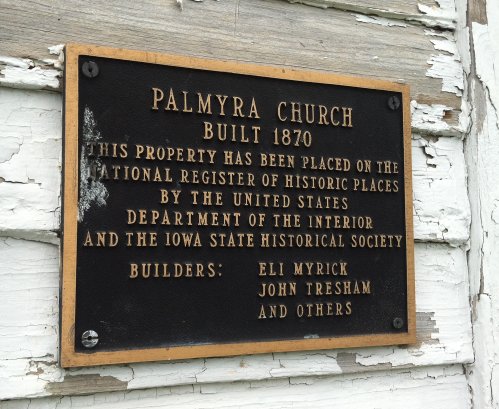 PALMYRA CHURCH
BUILT 1870
THIS PROPERTY HAS BEEN PLACED ON THE
NATIONAL REGISTER OF HISTORIC PLACES
BY THE UNITED STATES
DEPARTMENT OF THE INTERIOR
AND THE IOWA STATE HISTORICAL SOCIETY
BUILDERS: ELI MYRICK
JOHN TRESHAM
AND OTHERS